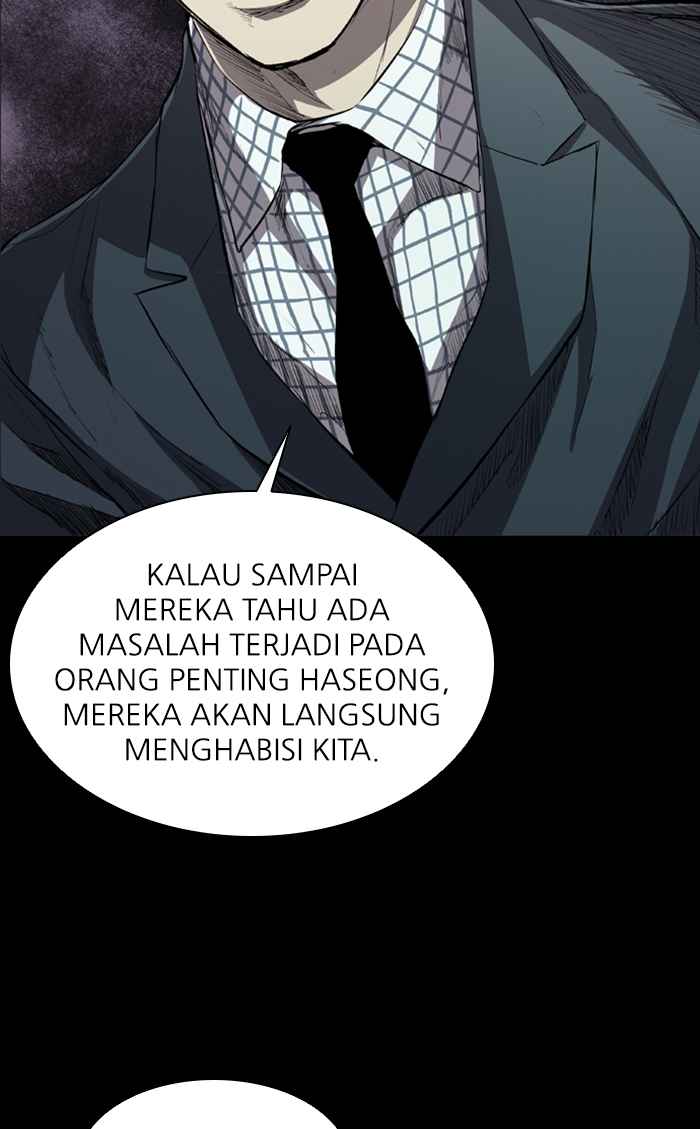 KALAU SAMPAI
MEREKA TAHU ADA
MASALAH TERJADI PADA
ORANG PENTING HASEONG,
MEREKA AKAN LANGSUNG
MENGHABISI KITA.